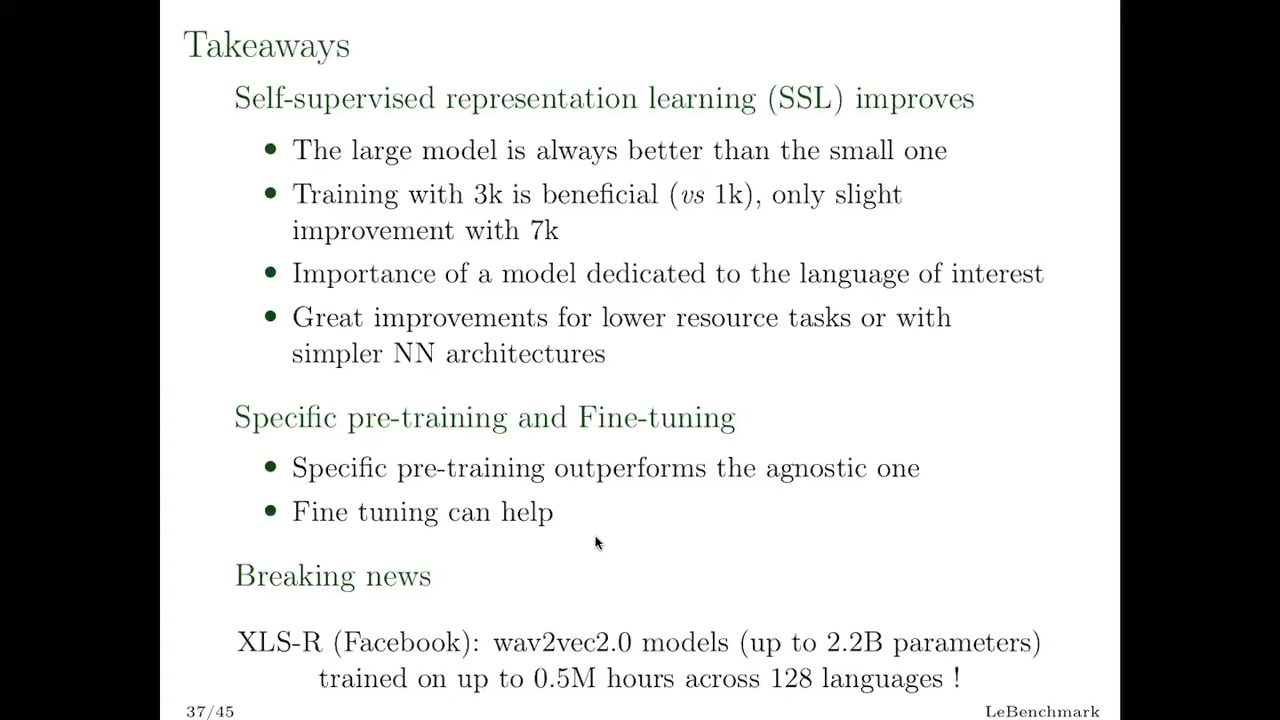 Takeaways
Self-supervised representation learning (SSL) improves
• The large model is always better than the small one
• Training with 3k is beneficial (vs 1k), only slight
improvement with 7k
• Importance of a model dedicated to the language of interest
• Great improvements for lower resource tasks or with
simpler NN architectures
Specific pre-training and Fine-tuning
• Specific pre-training outperforms the agnostic one
• Fine tuning can help
Breaking news
XLS-R (Facebook): wav2vec2.0 models (up to 2.2B parameters)
trained on up to 0.5M hours across 128 languages !
37/45
LeBenchmark